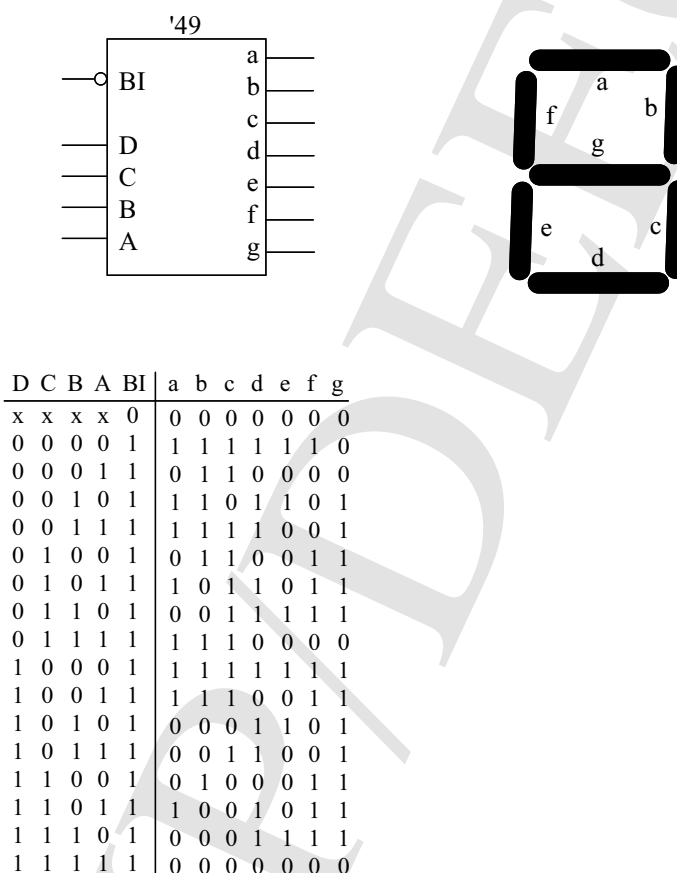 '49
BI
D
C
B
A
a
b
c
d
e
f
g
a
b
f
g
e
c
d
D C B A BI a b c d e f g
x x x x 0 0 0 0 0 0 0 0
0 0 0 0 1 1 1 1 1 1 1 0
0 0 0 1 1 0 1 1 0 0 0 0
0 0 1 0 1 1 1 0 1 1 0 1
0 0 1 1 1 1 1 1 1 0 0 1
0 1 0 0 1 0 1 1 0 0 1 1
0 1 0 1 1 1 0 1 1 0 1 1
0 1 1 0 1 0 0 1 1 1 1 1
0 1 1 1 1 1 1 1 0 0 0 0
1 0 0 0 1 1 1 1 1 1 1 1
1 0 0 1 1 1 1 1 0 0 1 1
1 0 1 0 1 0 0 0 1 1 0 1
1 0 1 1 1 0 0 1 1 0 0 1
1 1 0 0 1 0 1 0 0 0 1 1
1 1 0 1 1 1 0 0 1 0 1 1
1 1 1 0 1 0 0 0 1 1 1 1
1 1 1 1 1 0 0 0 0 0 0 0